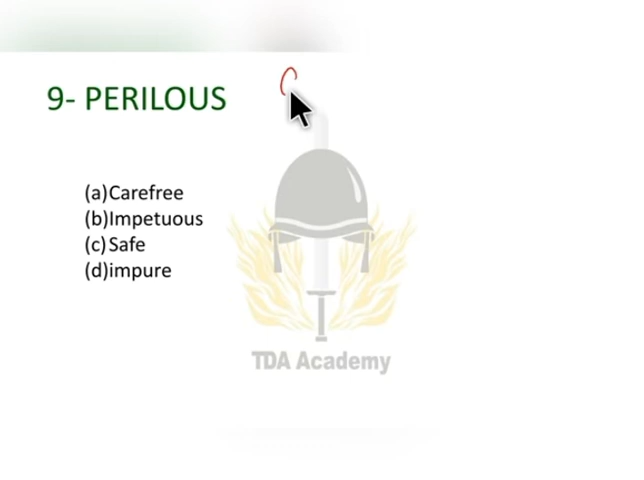 9- PERILOUS
(a)Carefree
(b)Impetuous
(c) Safe
(d)impure
TDA Academy